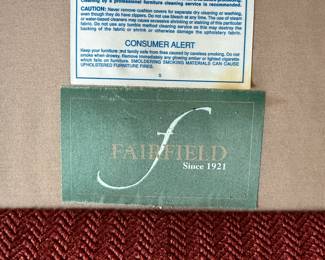 cleaning by a professional furniture cleaning service is recommended.
CAUTION: Never remove cushion covers for separate dry-cleaning or washing,
even though they do have zippers. Do not use bleach at any time. The use of steam
or water-based cleaners may cause excessive shrinking or staining of this particular
fabric. Do not use any tumble method cleaning service as this may destroy the
backing of the fabric or shrink or otherwise damage the upholstery fabric.
CONSUMER ALERT
Keep your furniture and family safe from fires caused by careless smoking. Do not
smoke when drowsy. Remove immediately any glowing amber or lighted cigarette
which falls on furniture. SMOLDERING SMOKING MATERIALS CAN CAUSE
UPHOLSTERED FURNITURE FIRES.
S
f
FAIRFIELD
Since 1921